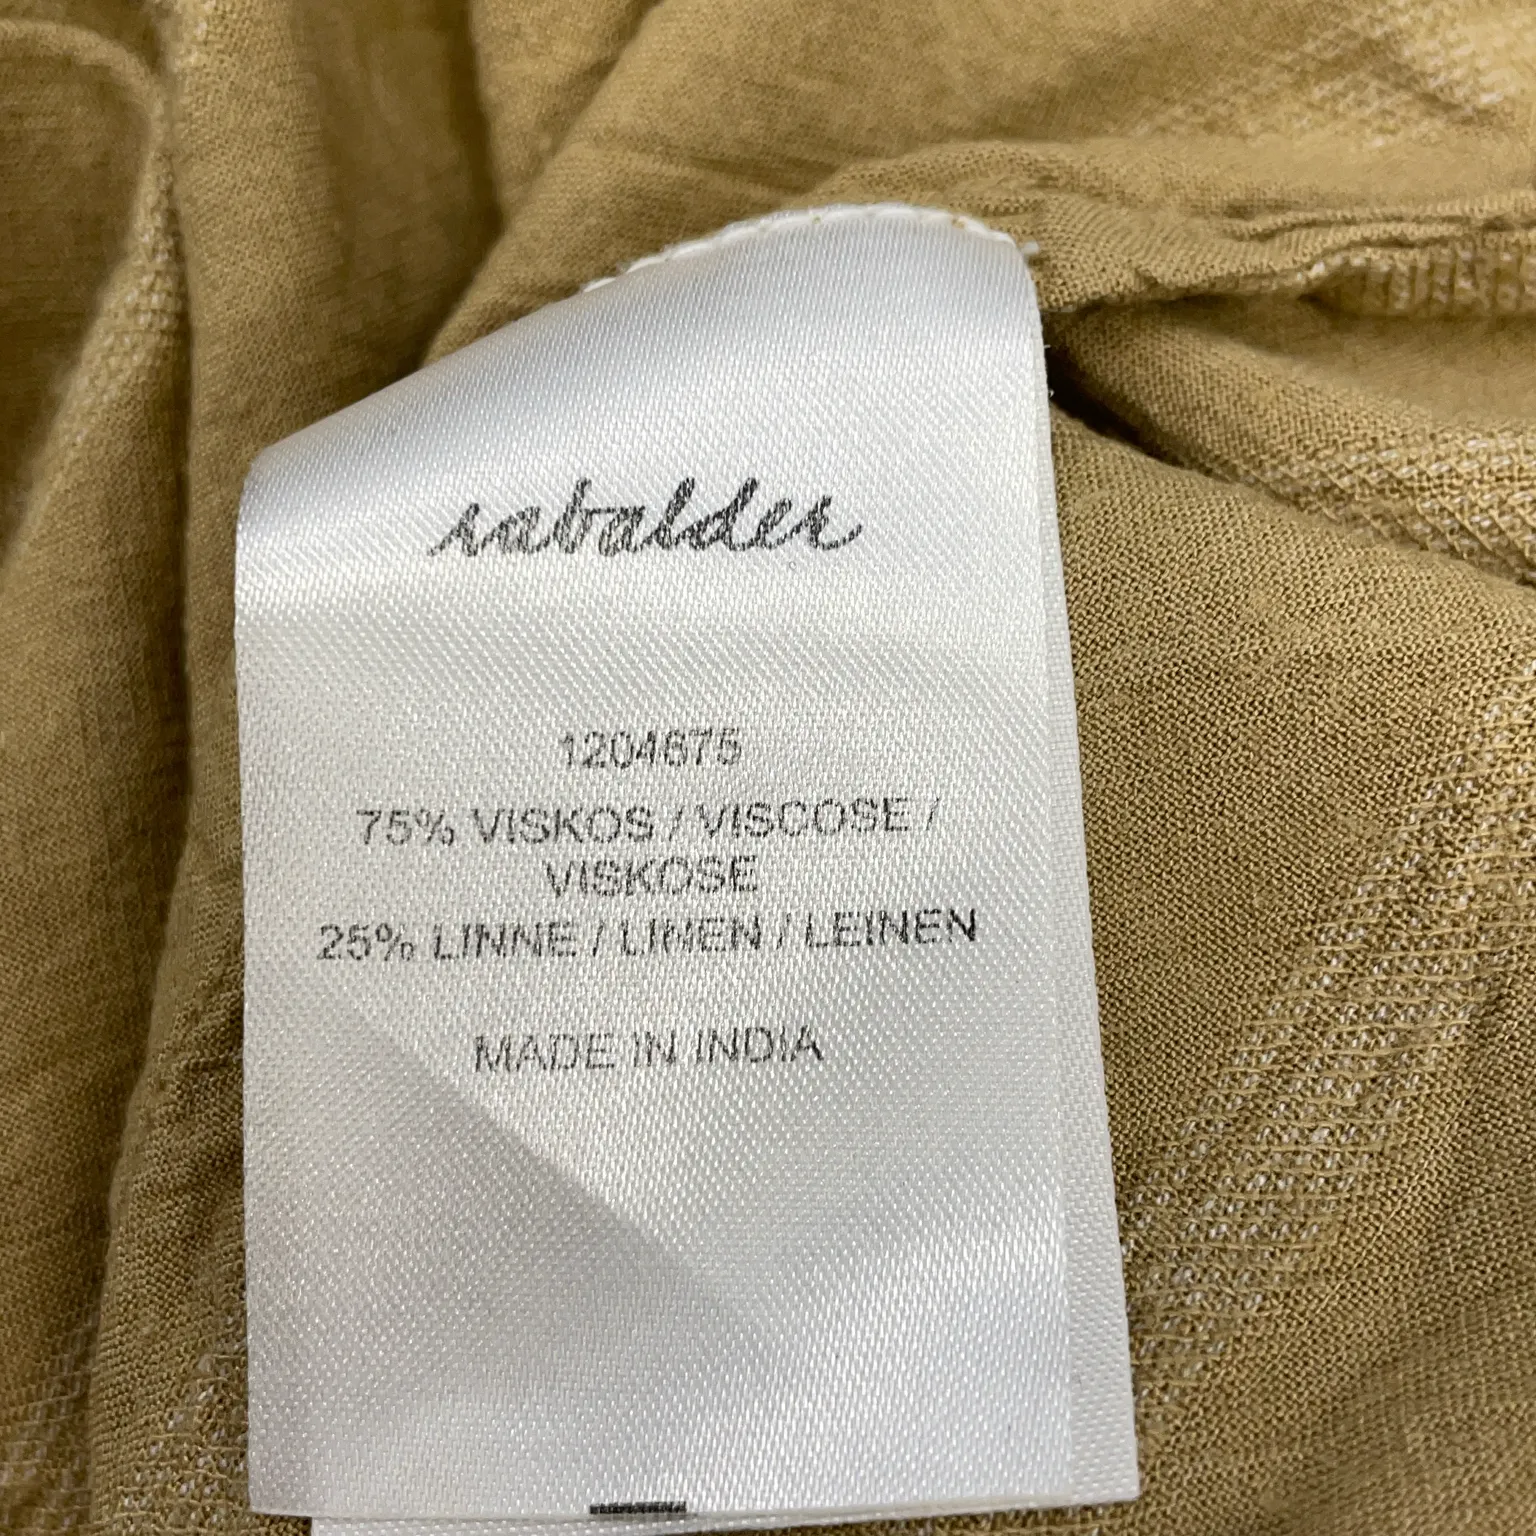 rabalder
1204675
75% VISKOS / VISCOSE /
VISKOSE
25% LINNE / LINEN / LEINEN
MADE IN INDIA